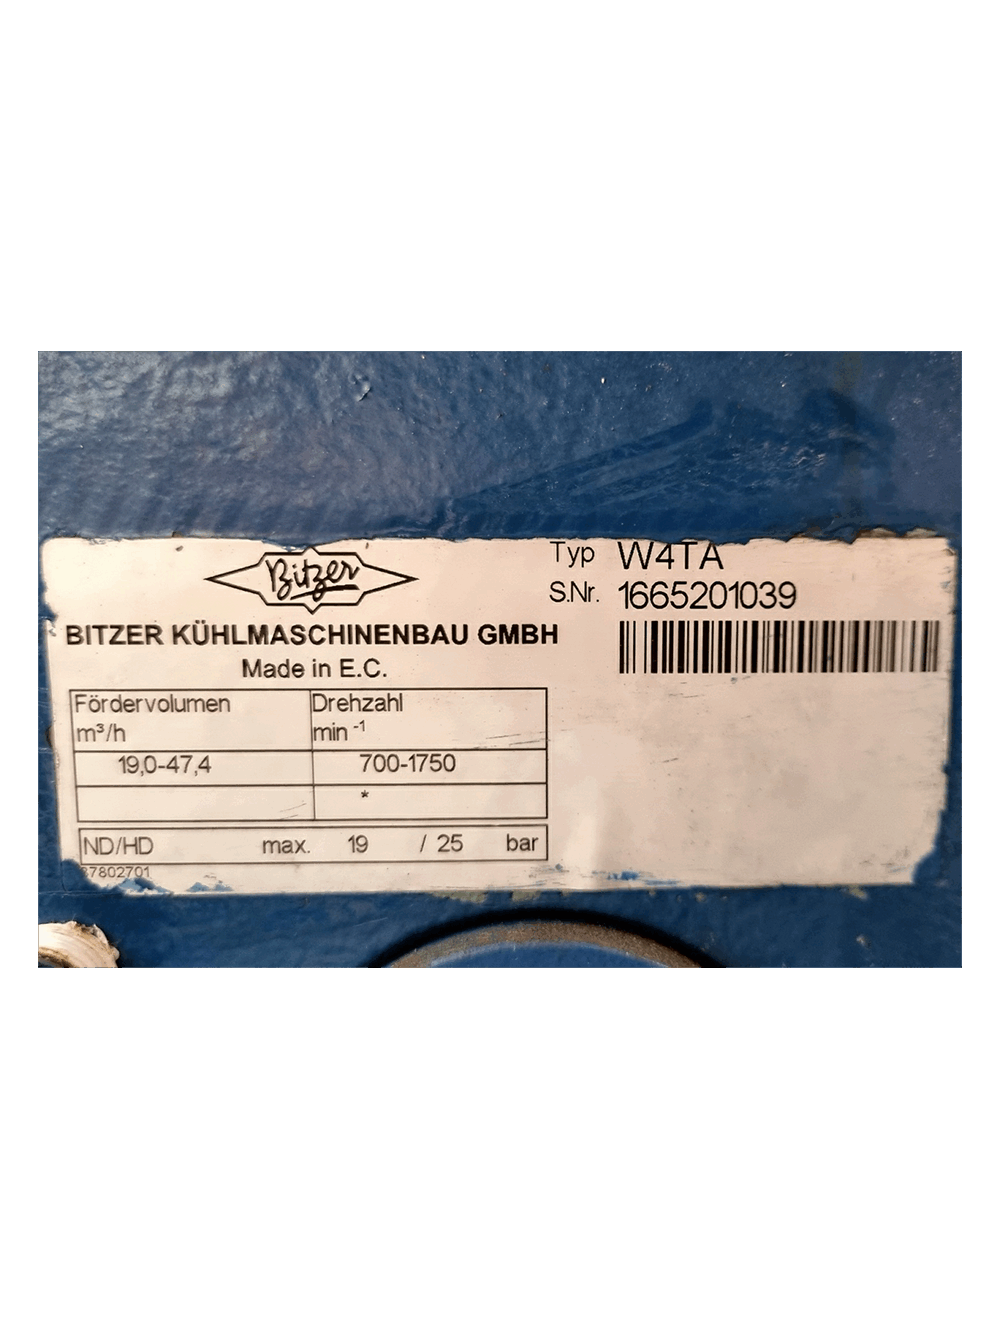 Bitzer
Typ W4TA
S.Nr. 1665201039
BITZER KÜHLMASCHINENBAU GMBH
Made in E.C.
Fördervolumen Drehzahl
m³/h min -1
19,0-47,4 700-1750
*
ND/HD max. 19 / 25 bar
37802701